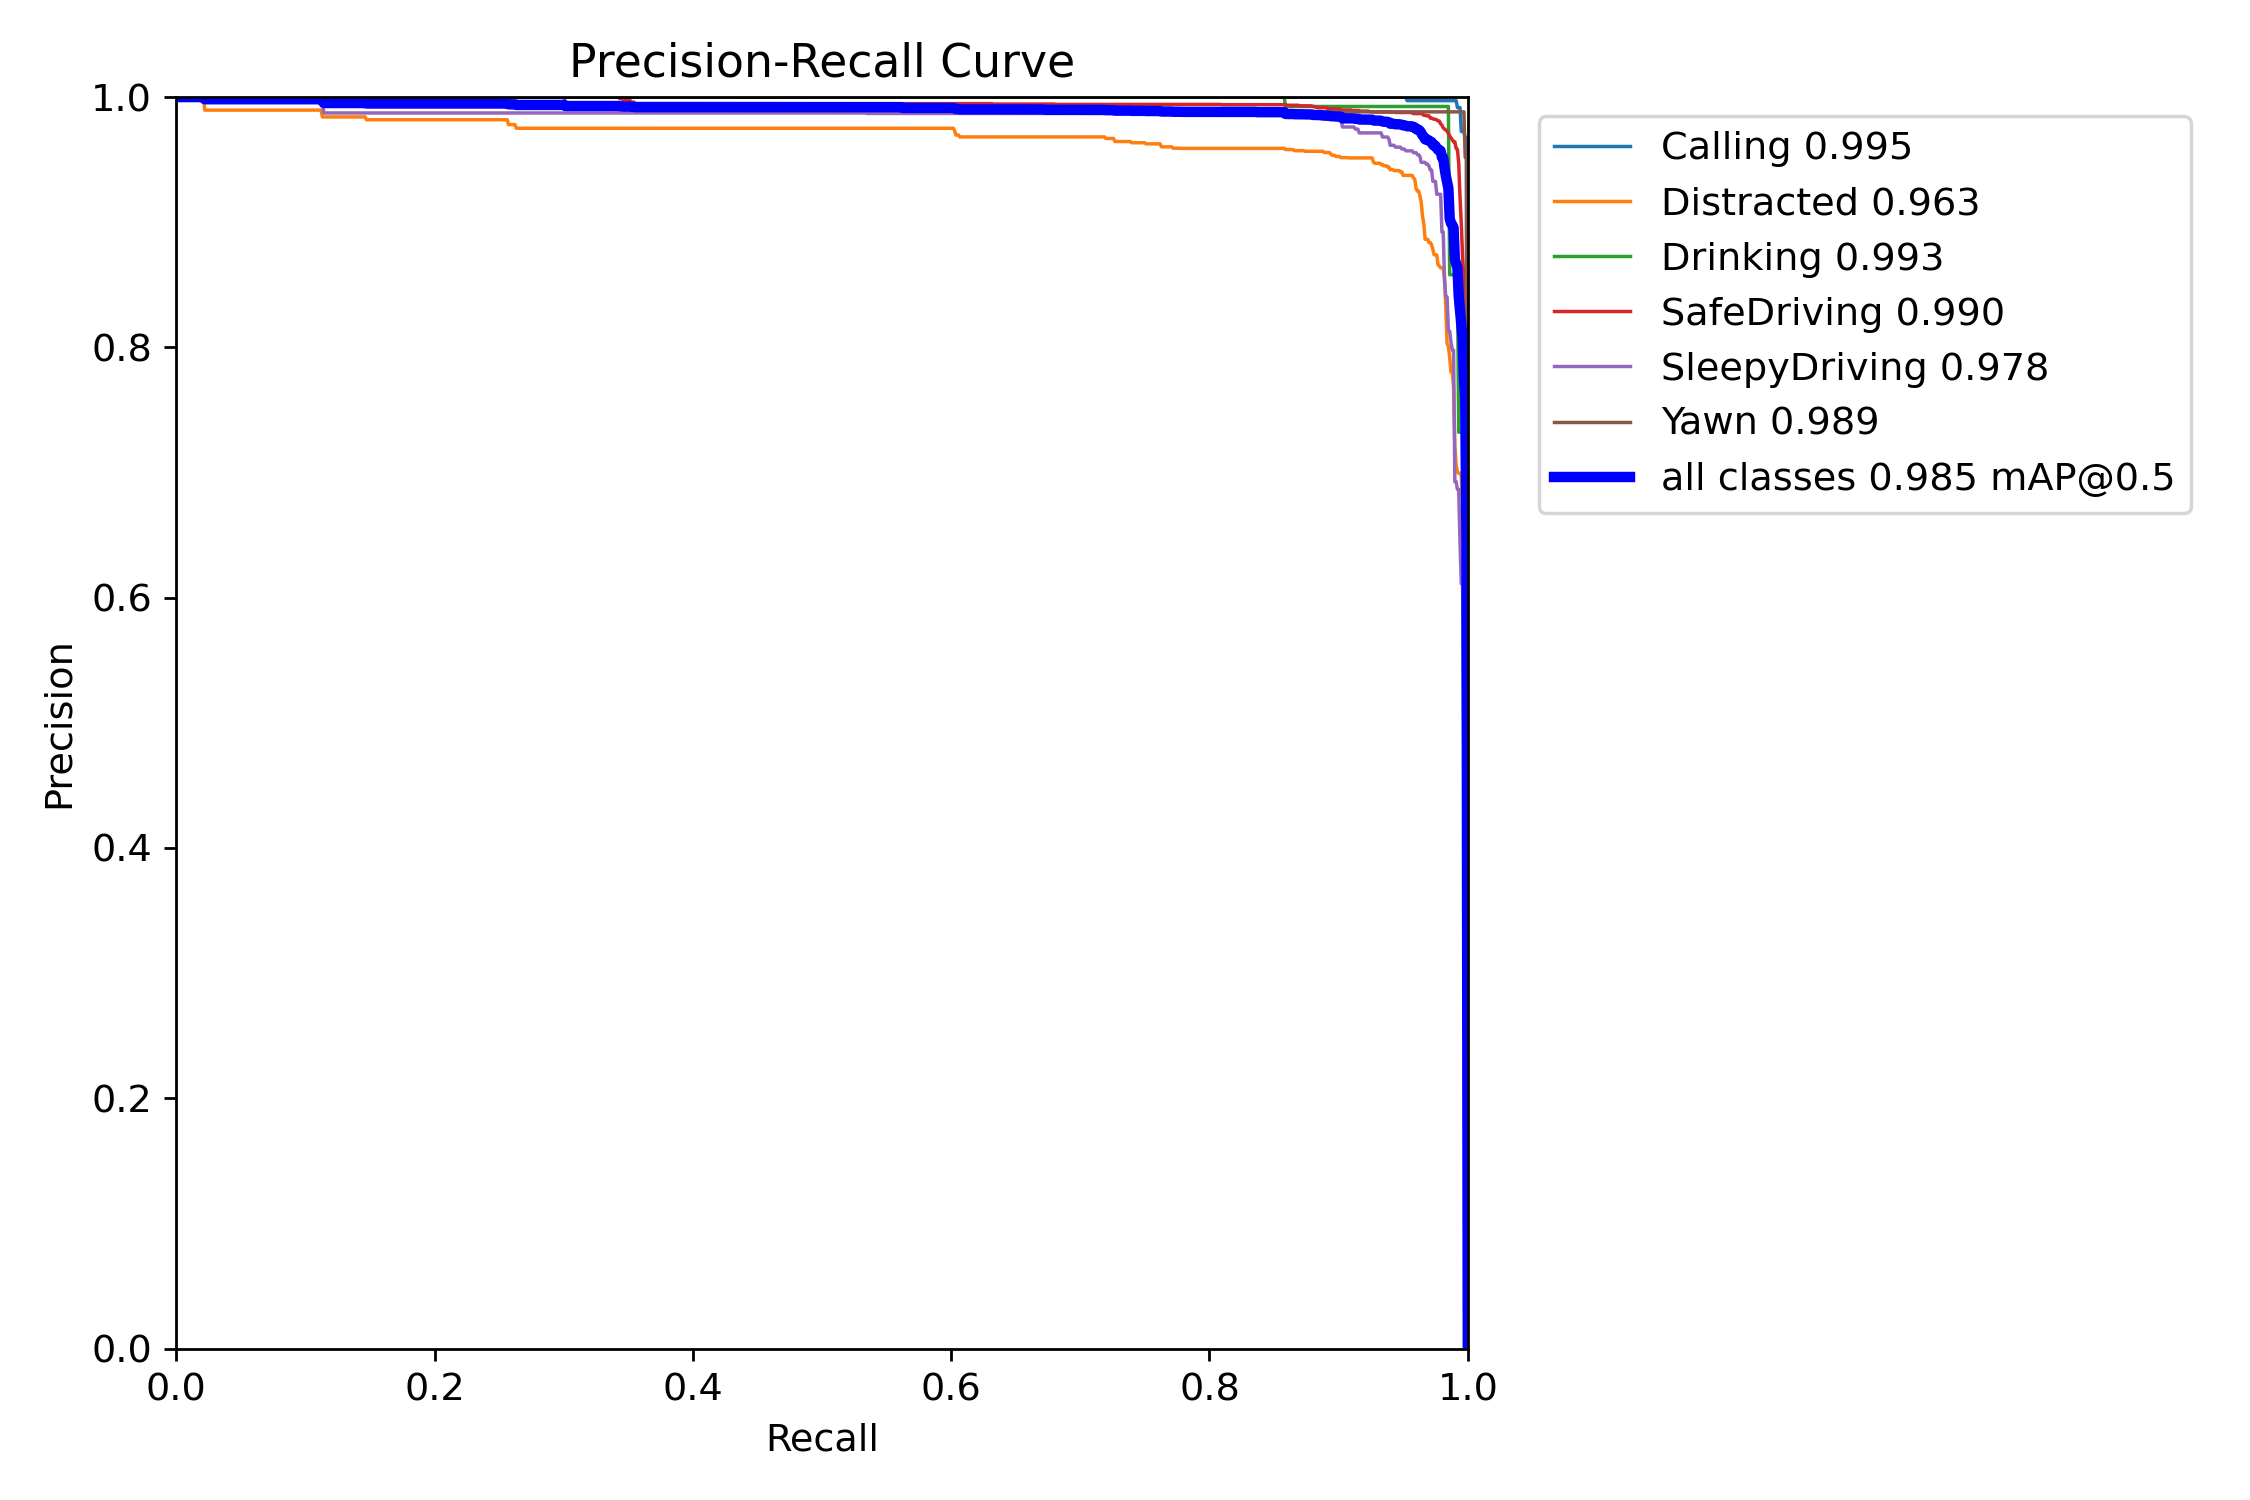 Precision-Recall Curve
1.0
0.8
0.6
0.4
0.2
0.0
Precision
0.0 0.2 0.4 0.6 0.8 1.0
Recall
Calling 0.995
Distracted 0.963
Drinking 0.993
SafeDriving 0.990
SleepyDriving 0.978
Yawn 0.989
all classes 0.985 mAP@0.5